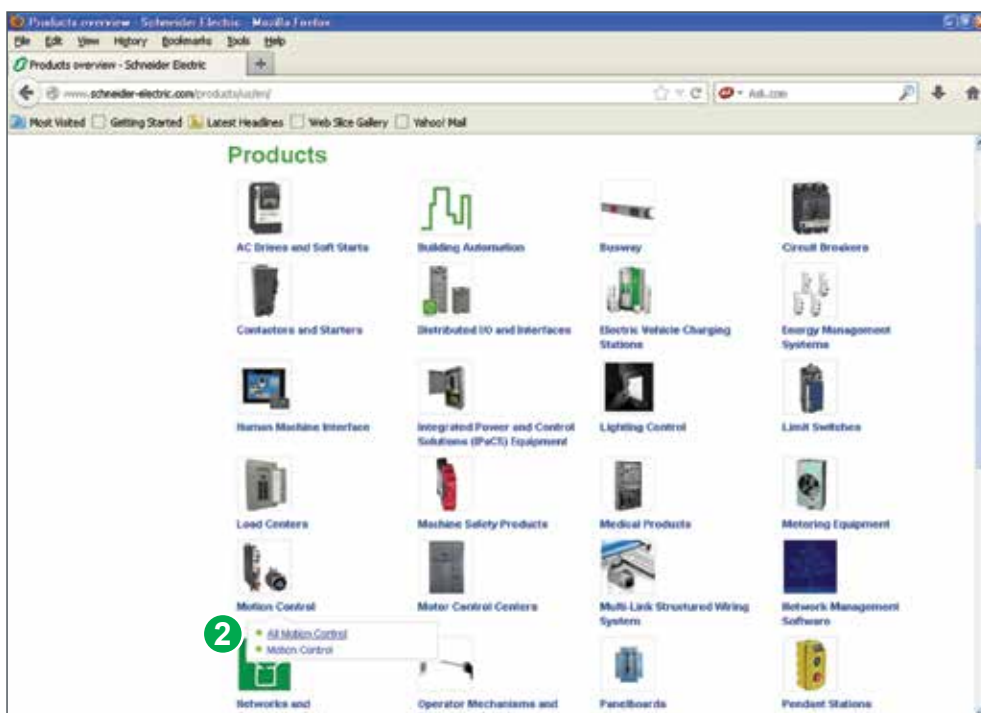 Products overview - Schneider Electric - Mozilla Firefox
File Edit View History Bookmarks Tools Help
Products overview - Schneider Electric +
www.schneider-electric.com/products/us/en/
Ask.com
Most Visited Getting Started Latest Headlines Web Slice Gallery Yahoo! Mail
Products
AC Drives and Soft Starts
Building Automation
Busway
Circuit Breakers
Contactors and Starters
Distributed I/O and Interfaces
Electric Vehicle Charging
Stations
Energy Management
Systems
Human Machine Interface
Integrated Power and Control
Solutions (IPaCS) Equipment
Lighting Control
Limit Switches
Load Centers
Machine Safety Products
Medical Products
Metering Equipment
Motion Control
Motor Control Centers
Multi-Link Structured Wiring
System
Network Management
Software
2
All Motion Control
Motion Control
Networks and
Operator Mechanisms and
Panelboards
Pendant Stations